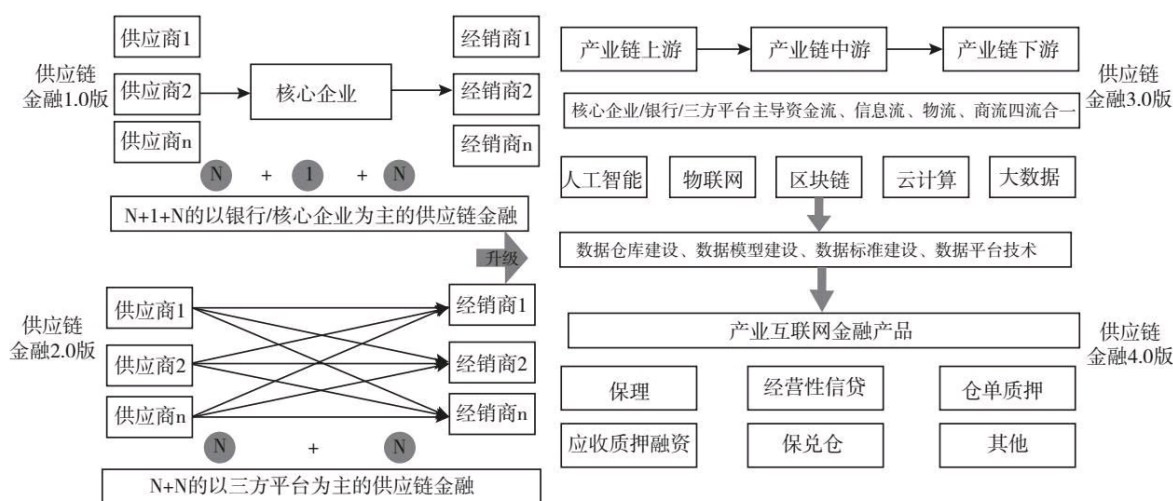 供应商1
经销商1
供应链
金融1.0版
供应商2
核心企业
经销商2
供应商n
经销商n
N + 1 + N
N+1+N的以银行/核心企业为主的供应链金融
升级
供应链
金融2.0版
供应商1
经销商1
供应商2
经销商2
供应商n
经销商n
N + N
N+N的以三方平台为主的供应链金融
产业链上游
产业链中游
产业链下游
供应链
金融3.0版
核心企业/银行/三方平台主导资金流、信息流、物流、商流四流合一
人工智能
物联网
区块链
云计算
大数据
数据仓库建设、数据模型建设、数据标准建设、数据平台技术
产业互联网金融产品
供应链
金融4.0版
保理
经营性信贷
仓单质押
应收质押融资
保兑仓
其他